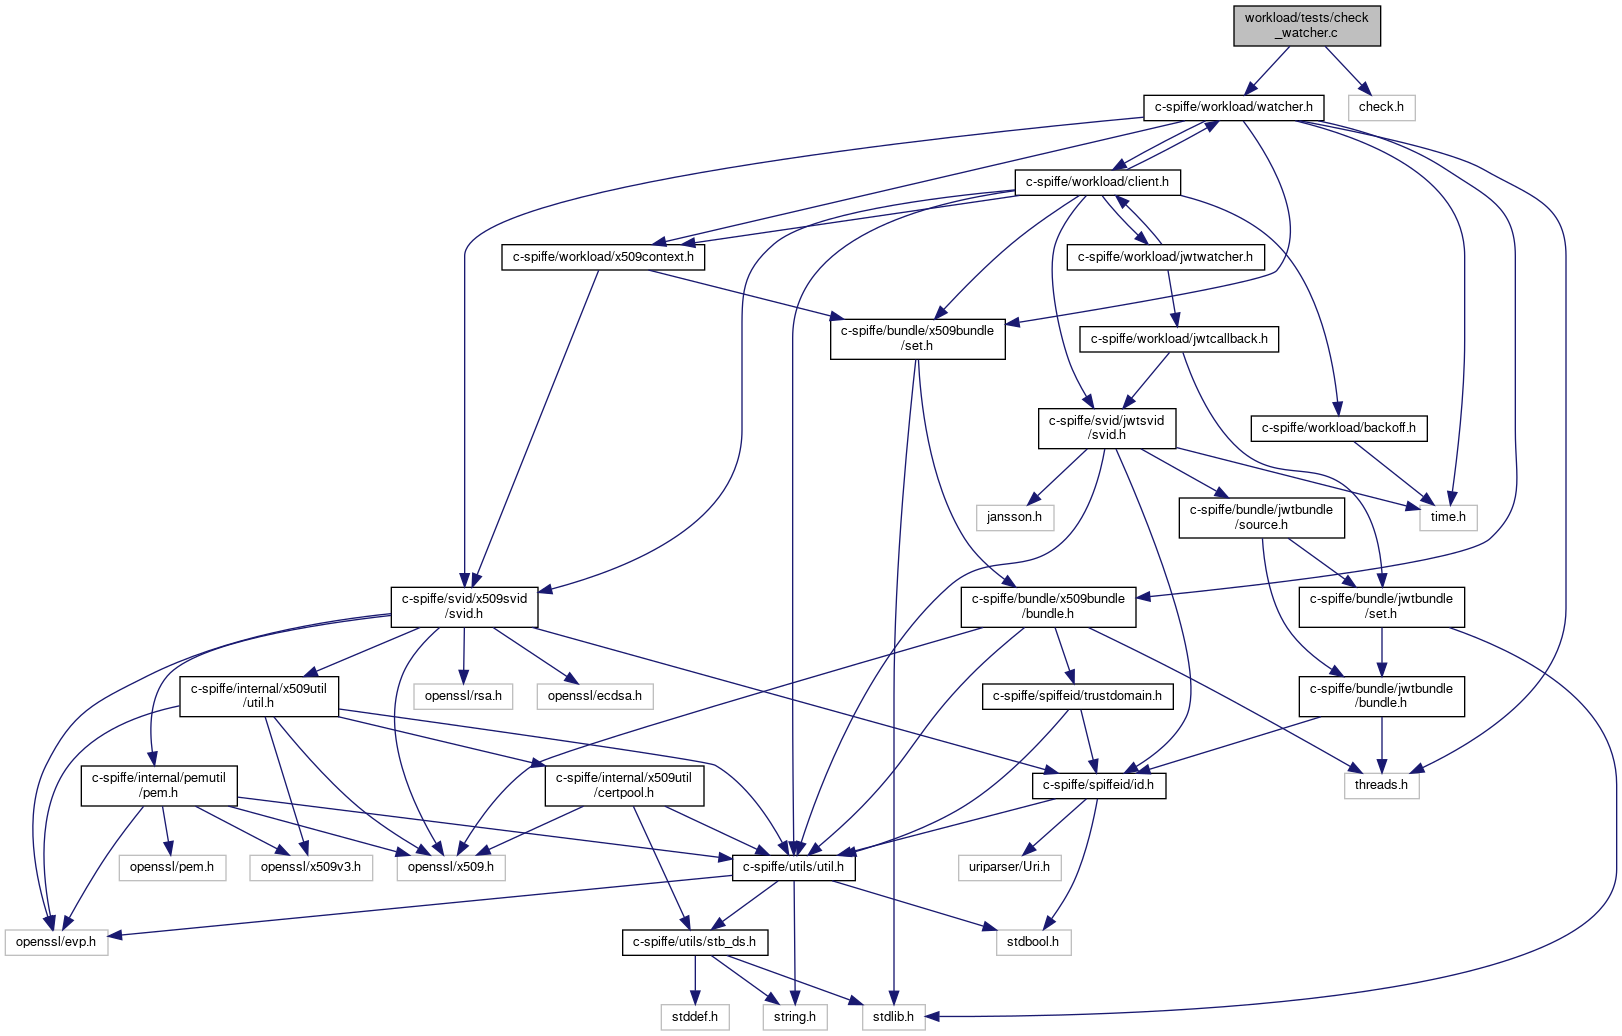 workload/tests/check
_watcher.c
c-spiffe/workload/watcher.h
check.h
c-spiffe/workload/client.h
c-spiffe/workload/x509context.h
c-spiffe/workload/jwtwatcher.h
c-spiffe/bundle/x509bundle
/set.h
c-spiffe/workload/jwtcallback.h
c-spiffe/svid/jwtsvid
/svid.h
c-spiffe/workload/backoff.h
jansson.h
c-spiffe/bundle/jwtbundle
/source.h
time.h
c-spiffe/svid/x509svid
/svid.h
c-spiffe/bundle/x509bundle
/bundle.h
c-spiffe/bundle/jwtbundle
/set.h
c-spiffe/internal/x509util
/util.h
openssl/rsa.h
openssl/ecdsa.h
c-spiffe/spiffeid/trustdomain.h
c-spiffe/bundle/jwtbundle
/bundle.h
c-spiffe/internal/pemutil
/pem.h
c-spiffe/internal/x509util
/certpool.h
c-spiffe/spiffeid/id.h
threads.h
openssl/pem.h
openssl/x509v3.h
openssl/x509.h
c-spiffe/utils/util.h
uriparser/Uri.h
openssl/evp.h
c-spiffe/utils/stb_ds.h
stdbool.h
stddef.h
string.h
stdlib.h